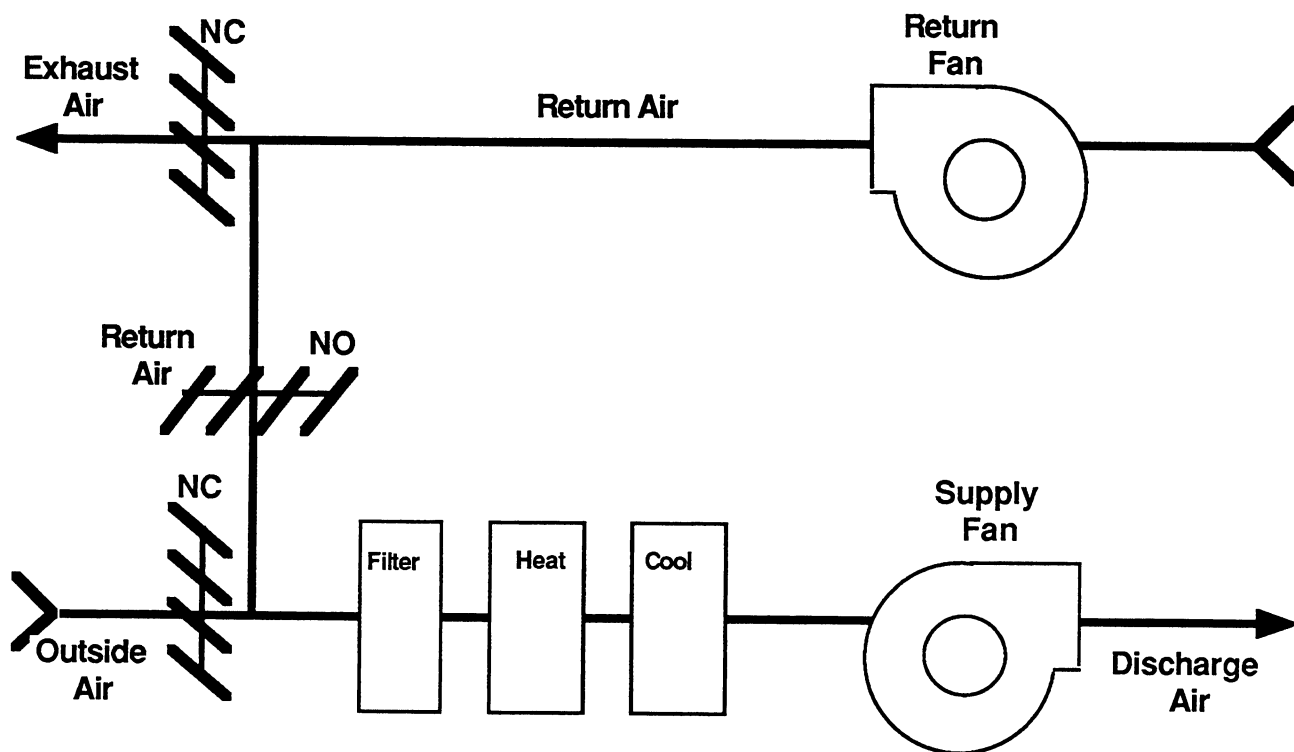 NC
Exhaust
Air
Return Air
Return
Fan
Return
Air
NO
NC
Outside
Air
Filter
Heat
Cool
Supply
Fan
Discharge
Air